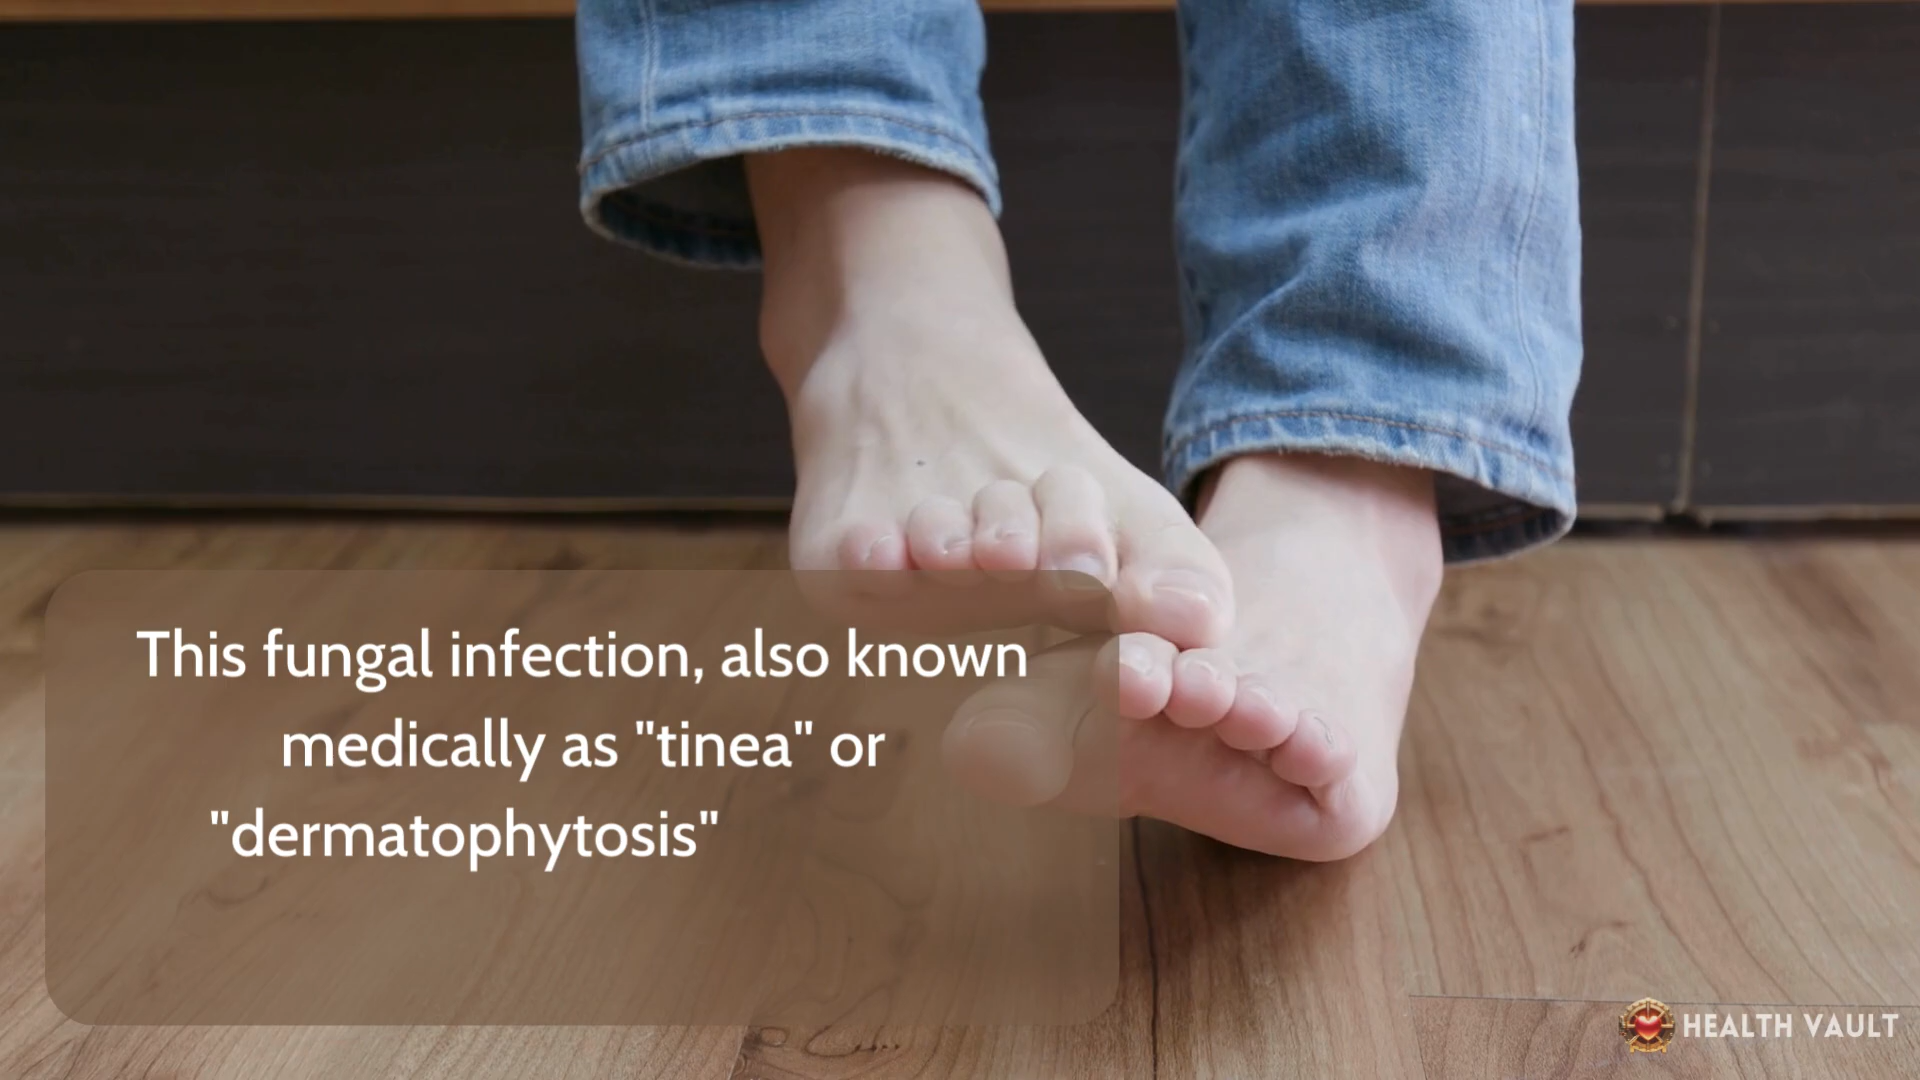 This fungal infection, also known
medically as "tinea" or
"dermatophytosis"
HEALTH VAULT